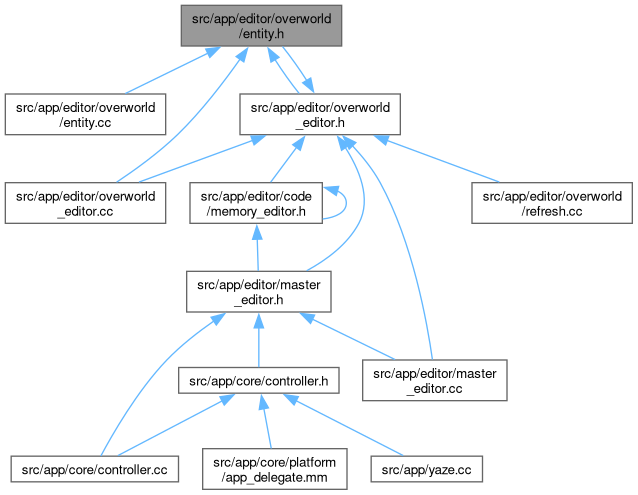 src/app/editor/overworld
/entity.h
src/app/editor/overworld
/entity.cc
src/app/editor/overworld
_editor.h
src/app/editor/overworld
_editor.cc
src/app/editor/code
/memory_editor.h
src/app/editor/overworld
/refresh.cc
src/app/editor/master
_editor.h
src/app/core/controller.h
src/app/editor/master
_editor.cc
src/app/core/controller.cc
src/app/core/platform
/app_delegate.mm
src/app/yaze.cc